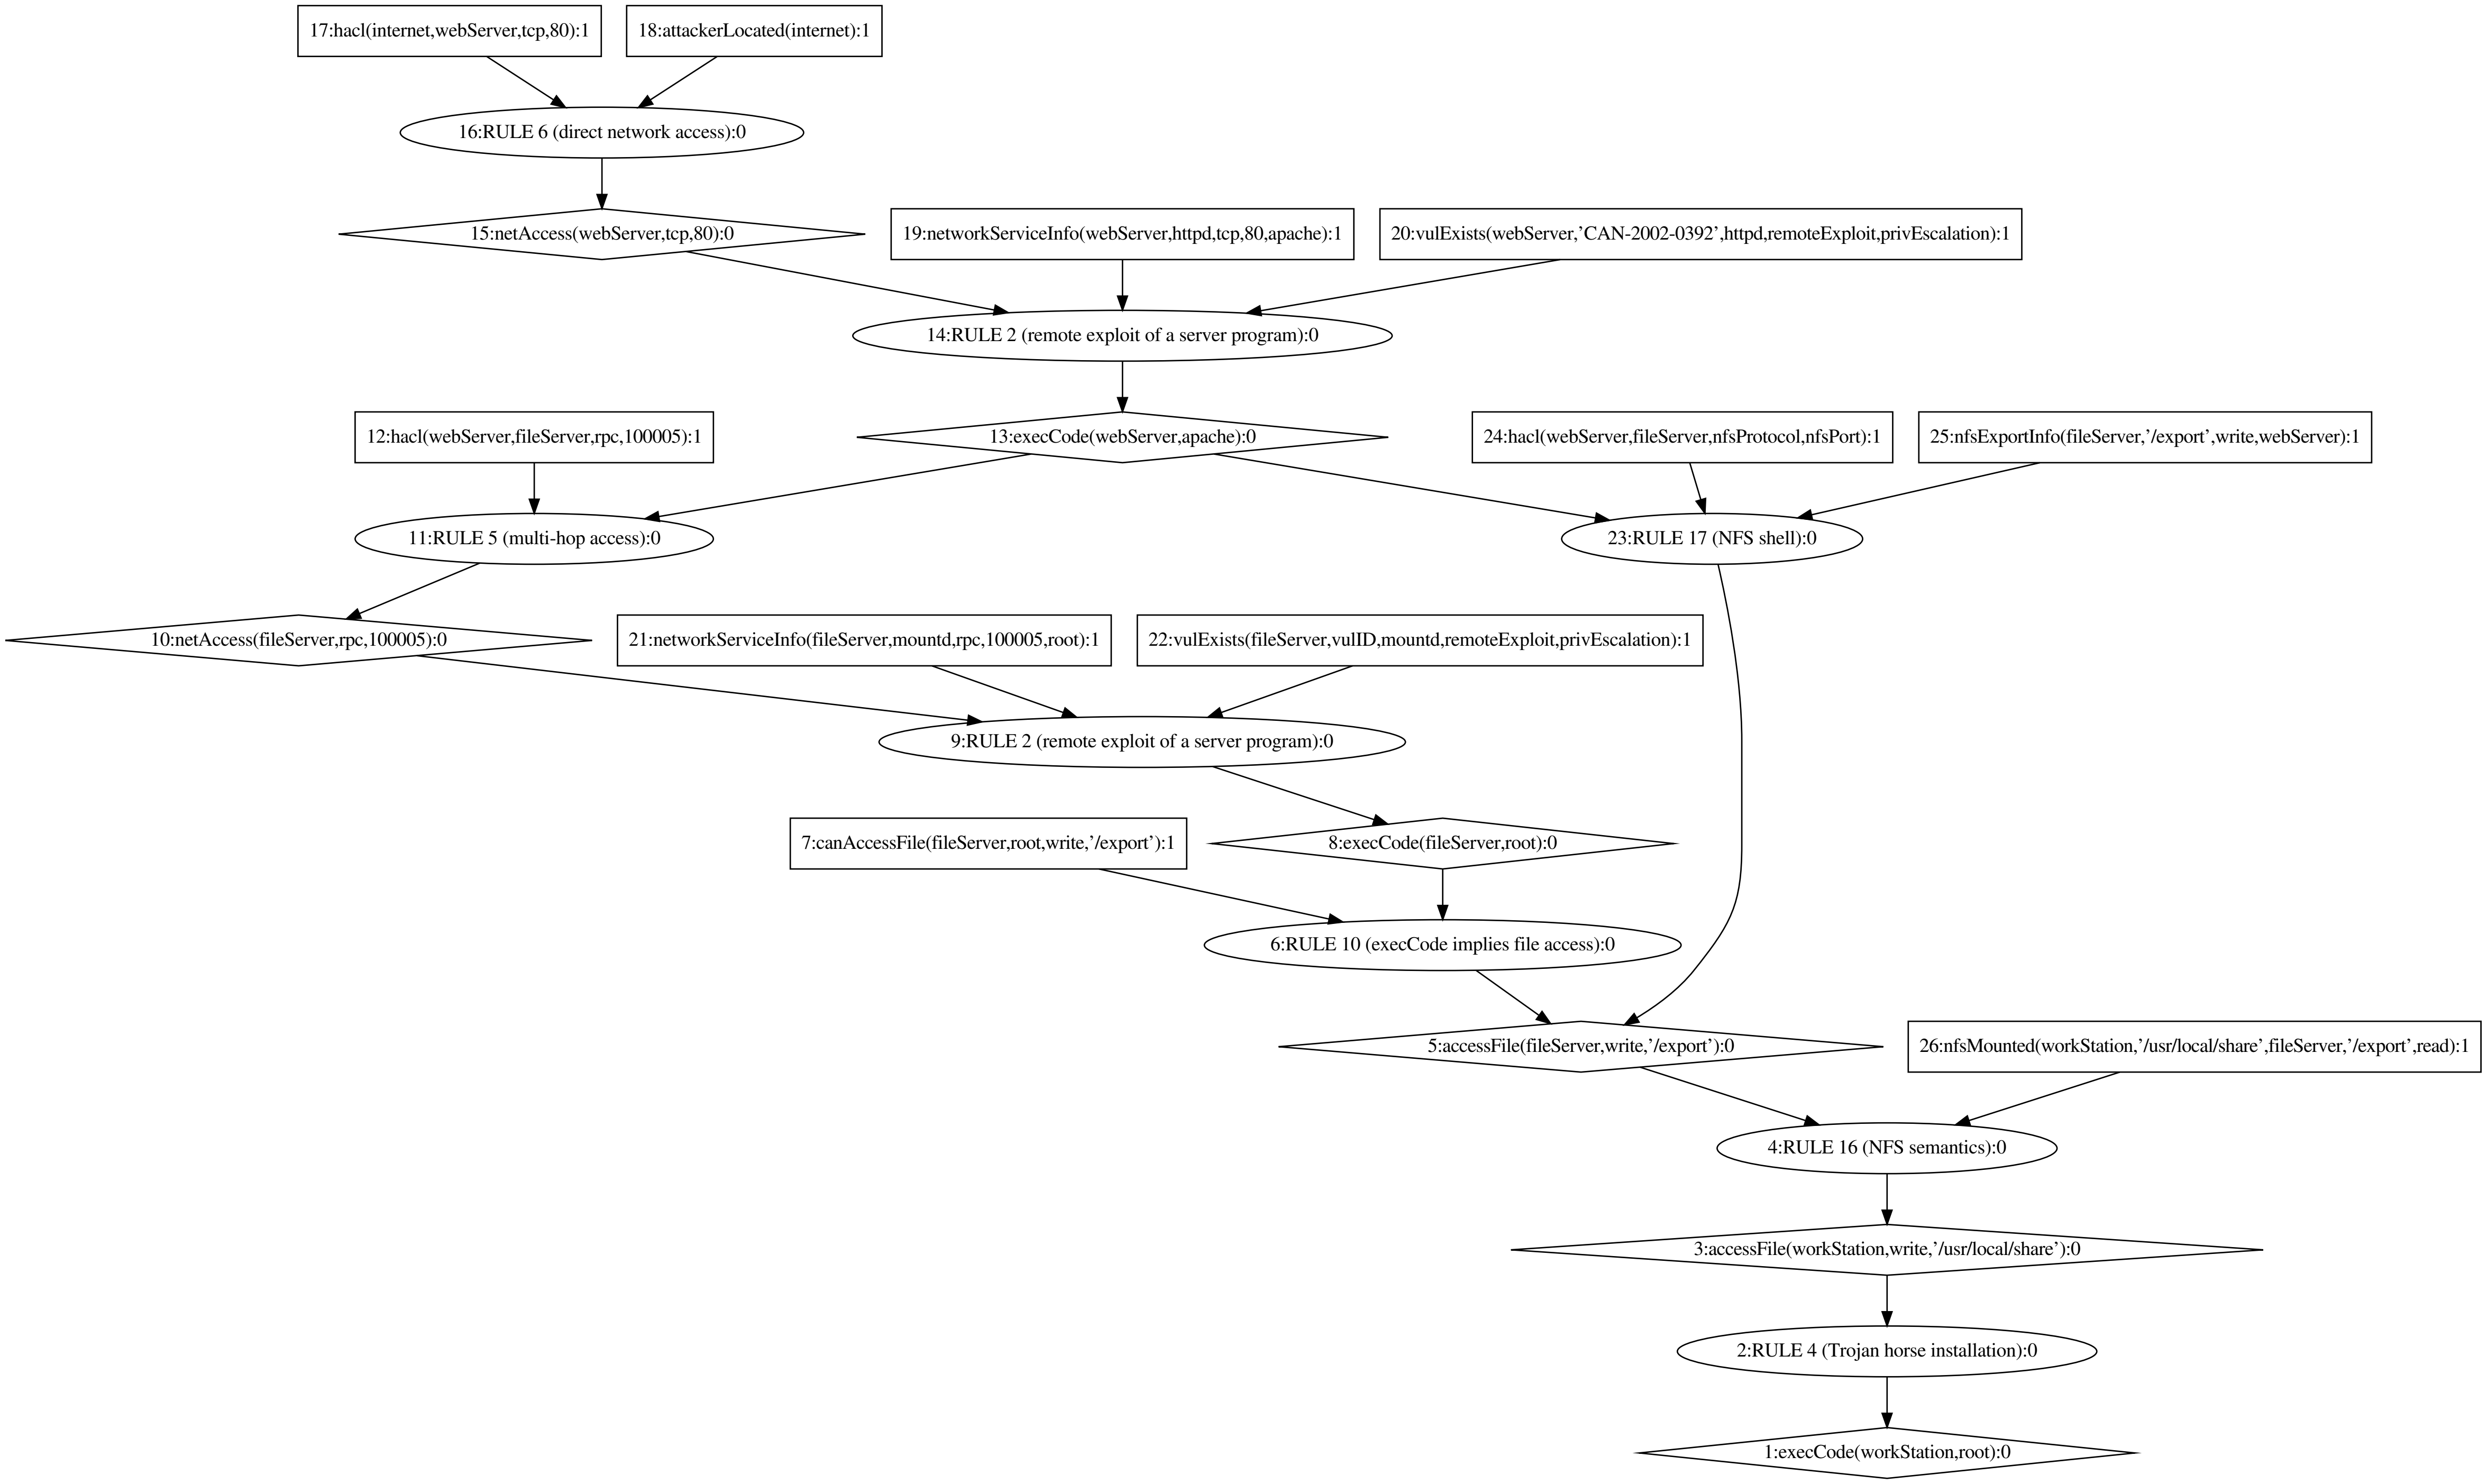 17:hacl(internet,webServer,tcp,80):1
18:attackerLocated(internet):1
16:RULE 6 (direct network access):0
15:netAccess(webServer,tcp,80):0
19:networkServiceInfo(webServer,httpd,tcp,80,apache):1
20:vulExists(webServer,’CAN-2002-0392’,httpd,remoteExploit,privEscalation):1
14:RULE 2 (remote exploit of a server program):0
12:hacl(webServer,fileServer,rpc,100005):1
13:execCode(webServer,apache):0
24:hacl(webServer,fileServer,nfsProtocol,nfsPort):1
25:nfsExportInfo(fileServer,’/export’,write,webServer):1
11:RULE 5 (multi-hop access):0
23:RULE 17 (NFS shell):0
10:netAccess(fileServer,rpc,100005):0
21:networkServiceInfo(fileServer,mountd,rpc,100005,root):1
22:vulExists(fileServer,vulID,mountd,remoteExploit,privEscalation):1
9:RULE 2 (remote exploit of a server program):0
7:canAccessFile(fileServer,root,write,’/export’):1
8:execCode(fileServer,root):0
6:RULE 10 (execCode implies file access):0
5:accessFile(fileServer,write,’/export’):0
26:nfsMounted(workStation,’/usr/local/share’,fileServer,’/export’,read):1
4:RULE 16 (NFS semantics):0
3:accessFile(workStation,write,’/usr/local/share’):0
2:RULE 4 (Trojan horse installation):0
1:execCode(workStation,root):0